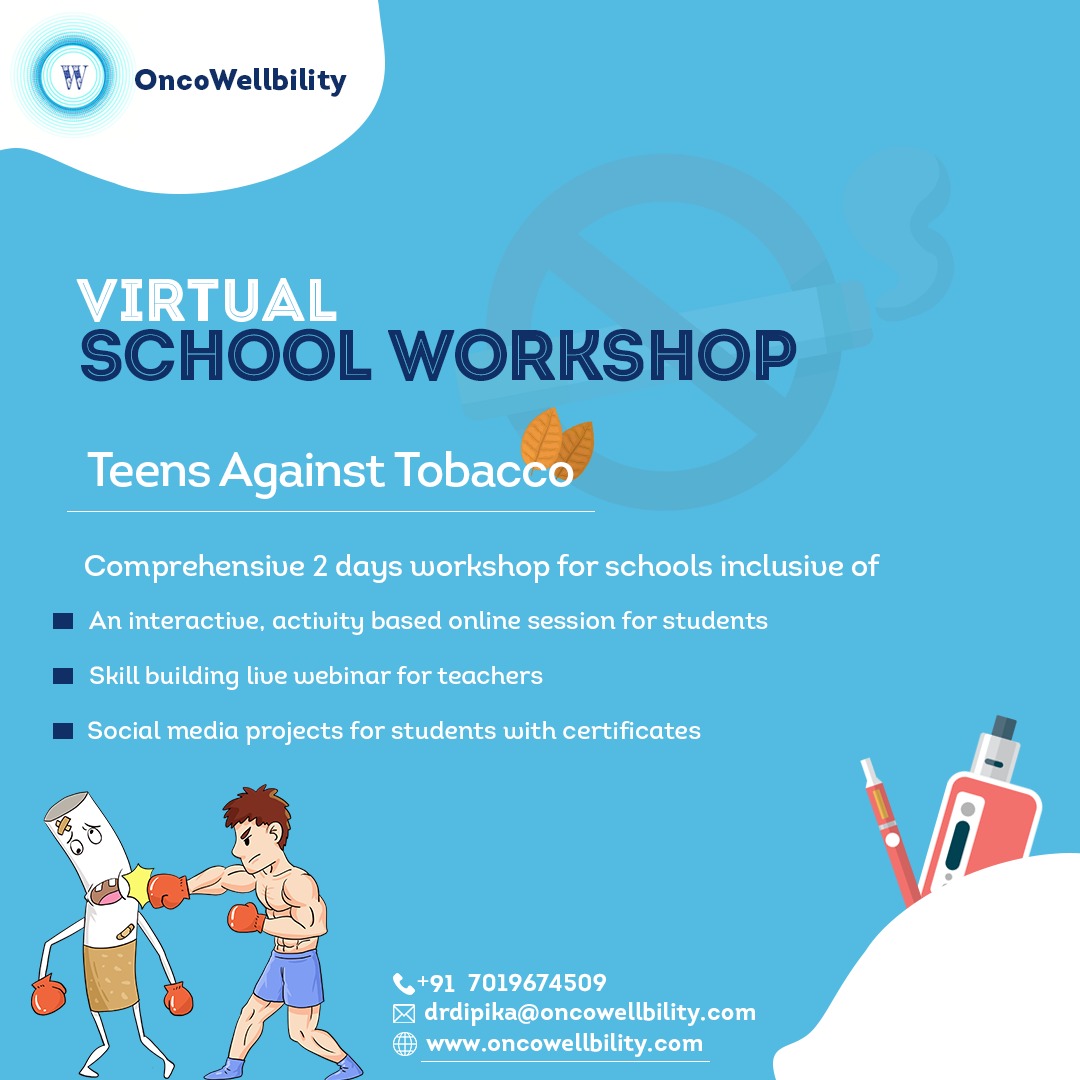 W
OncoWellbility
VIRTUAL
SCHOOL WORKSHOP
Teens Against Tobacco
Comprehensive 2 days workshop for schools inclusive of
An interactive, activity based online session for students
Skill building live webinar for teachers
Social media projects for students with certificates
+91 7019674509
drdipika@oncowellbility.com
www.oncowellbility.com